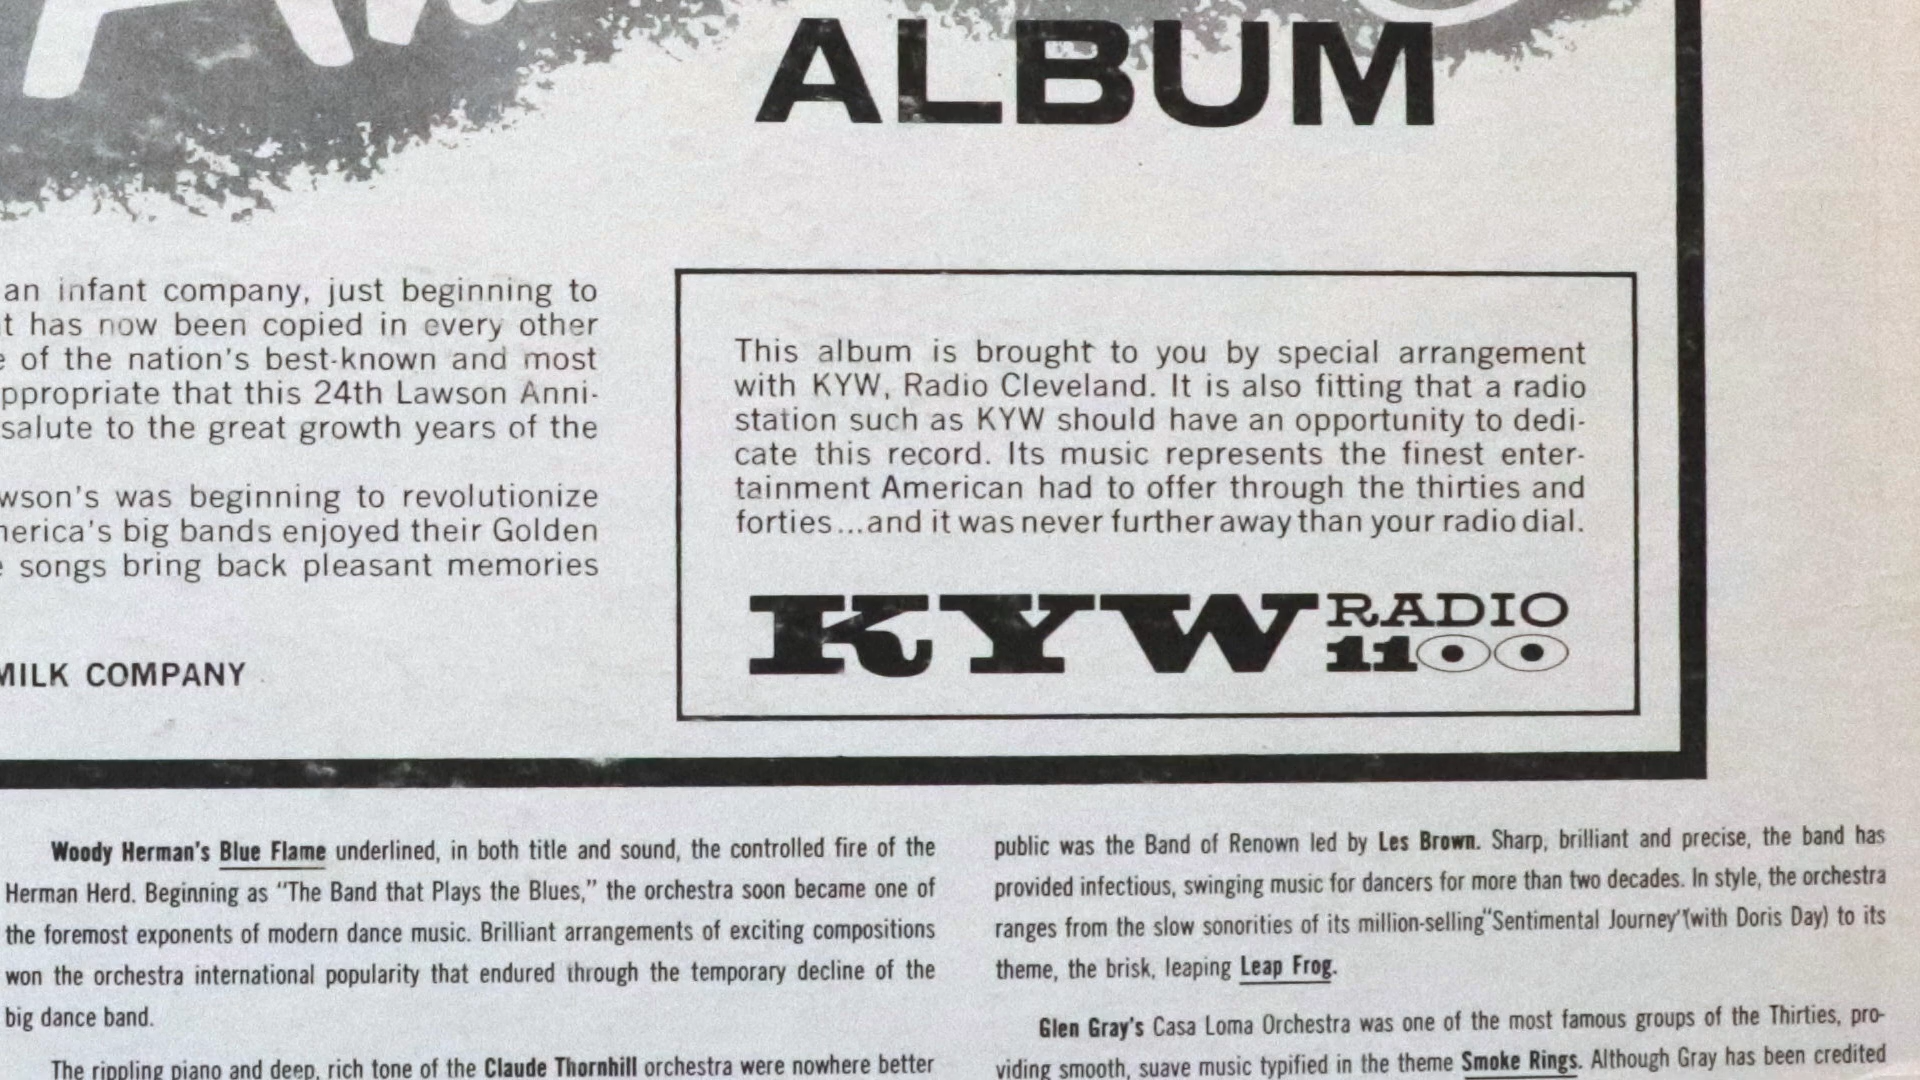 ALBUM
an infant company, just beginning to
has now been copied in every other
of the nation's best-known and most
ppropriate that this 24th Lawson Anni-
salute to the great growth years of the
wson's was beginning to revolutionize
merica's big bands enjoyed their Golden
songs bring back pleasant memories
MILK COMPANY
This album is brought to you by special arrangement
with KYW, Radio Cleveland. It is also fitting that a radio
station such as KYW should have an opportunity to dedi-
cate this record. Its music represents the finest enter-
tainment American had to offer through the thirties and
forties...and it was never further away than your radio dial.
KYW RADIO
1100
Woody Herman's Blue Flame underlined, in both title and sound, the controlled fire of the
Herman Herd. Beginning as "The Band that Plays the Blues," the orchestra soon became one of
the foremost exponents of modern dance music. Brilliant arrangements of exciting compositions
won the orchestra international popularity that endured through the temporary decline of the
big dance band.
The rippling piano and deep, rich tone of the Claude Thornhill orchestra were nowhere better
public was the Band of Renown led by Les Brown. Sharp, brilliant and precise, the band has
provided infectious, swinging music for dancers for more than two decades. In style, the orchestra
ranges from the slow sonorities of its million-selling "Sentimental Journey" (with Doris Day) to its
theme, the brisk, leaping Leap Frog.
Glen Gray's Casa Loma Orchestra was one of the most famous groups of the Thirties, pro-
viding smooth, suave music typified in the theme Smoke Rings. Although Gray has been credited